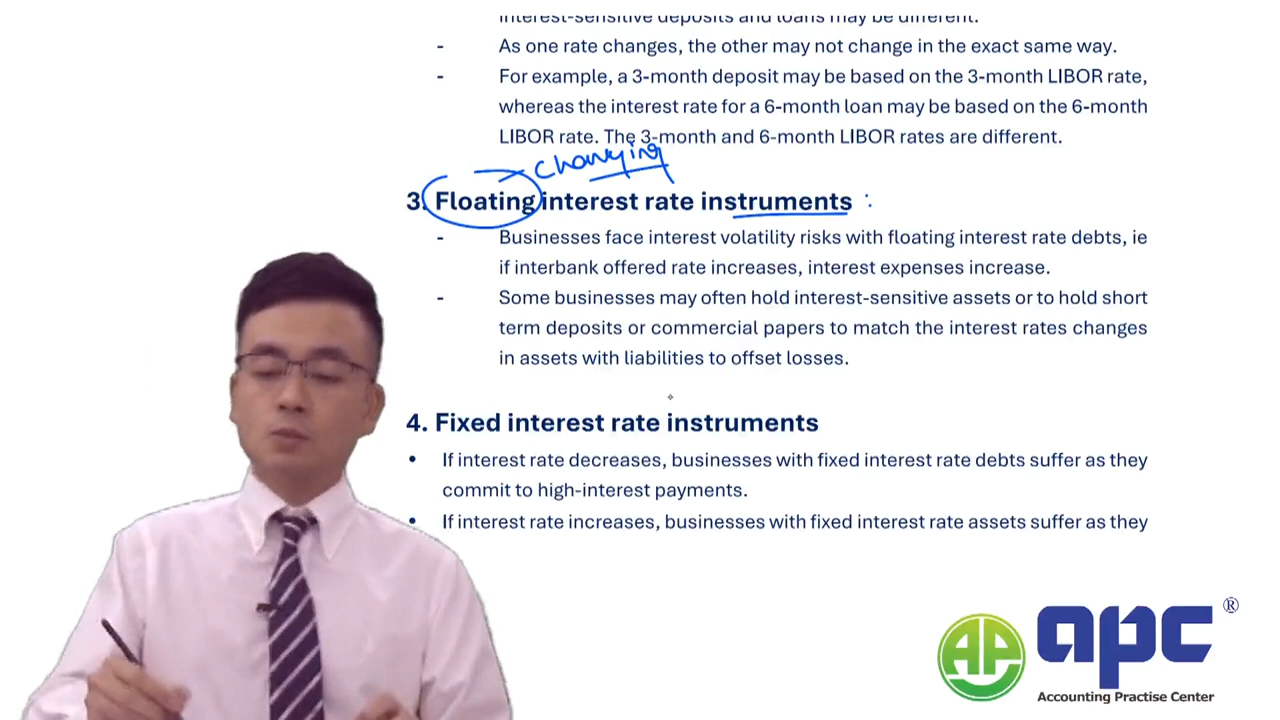 interest-sensitive deposits and loans may be different.
- As one rate changes, the other may not change in the exact same way.
- For example, a 3-month deposit may be based on the 3-month LIBOR rate,
whereas the interest rate for a 6-month loan may be based on the 6-month
LIBOR rate. The 3-month and 6-month LIBOR rates are different.
changing
3. Floating interest rate instruments :
- Businesses face interest volatility risks with floating interest rate debts, ie
if interbank offered rate increases, interest expenses increase.
- Some businesses may often hold interest-sensitive assets or to hold short
term deposits or commercial papers to match the interest rates changes
in assets with liabilities to offset losses.
4. Fixed interest rate instruments
• If interest rate decreases, businesses with fixed interest rate debts suffer as they
commit to high-interest payments.
• If interest rate increases, businesses with fixed interest rate assets suffer as they
APC
apc ®
Accounting Practise Center